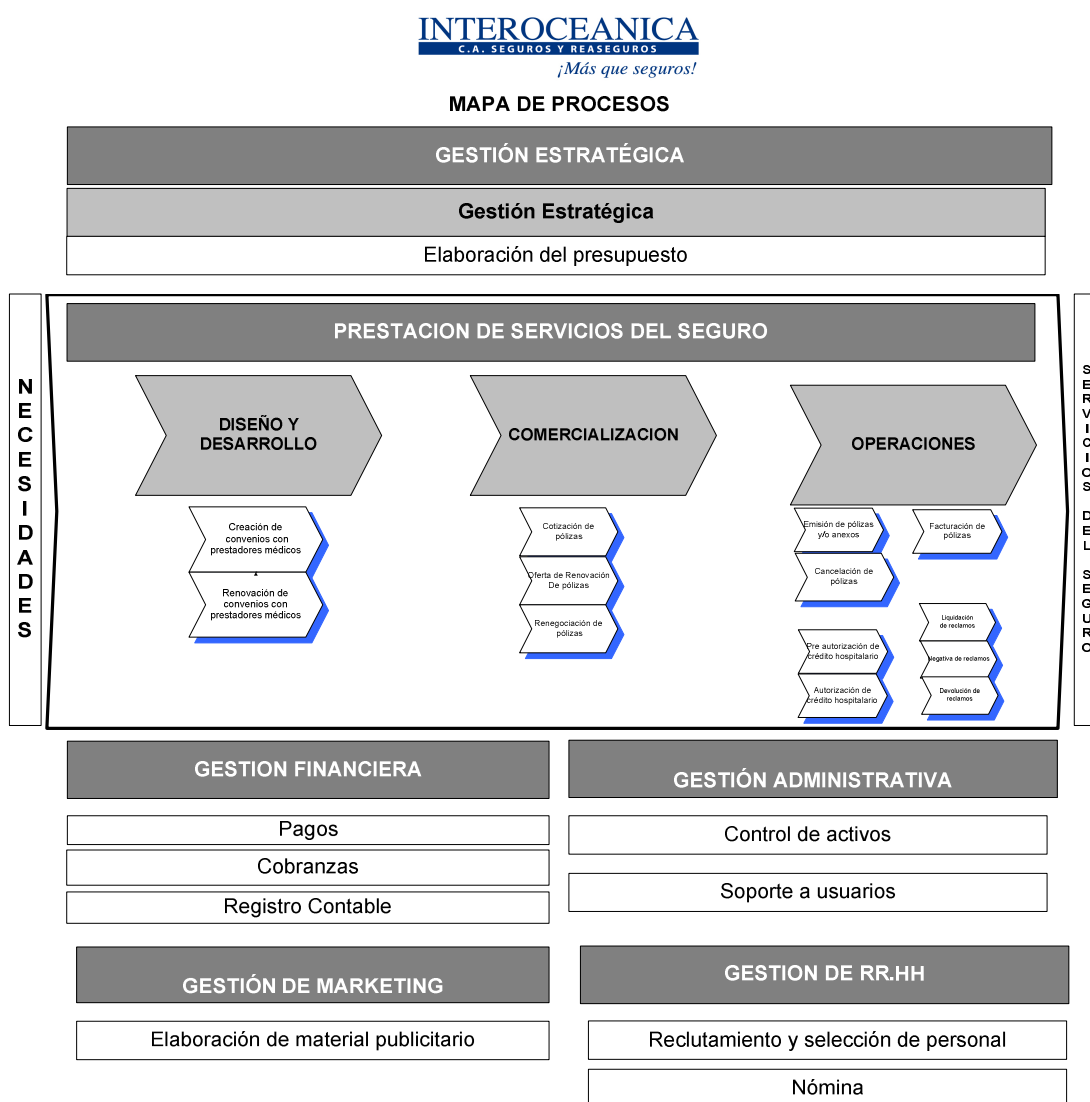 INTEROCEANICA
C.A. SEGUROS Y REASEGUROS
¡Más que seguros!
MAPA DE PROCESOS
GESTIÓN ESTRATÉGICA
Gestión Estratégica
Elaboración del presupuesto
NECESIDADES
PRESTACION DE SERVICIOS DEL SEGURO
DISEÑO Y
DESARROLLO
Creación de
convenios con
prestadores médicos
Renovación de
convenios con
prestadores médicos
COMERCIALIZACION
Cotización de
pólizas
Oferta de Renovación
De pólizas
Renegociación de
pólizas
OPERACIONES
Emisión de pólizas
y/o anexos
Cancelación de
pólizas
Pre autorización de
crédito hospitalario
Autorización de
crédito hospitalario
Facturación de
pólizas
Liquidación
de reclamos
Negativa de reclamos
Devolución de
reclamos
SERVICIOS DEL SEGURO
GESTION FINANCIERA
Pagos
Cobranzas
Registro Contable
GESTIÓN ADMINISTRATIVA
Control de activos
Soporte a usuarios
GESTIÓN DE MARKETING
Elaboración de material publicitario
GESTION DE RR.HH
Reclutamiento y selección de personal
Nómina